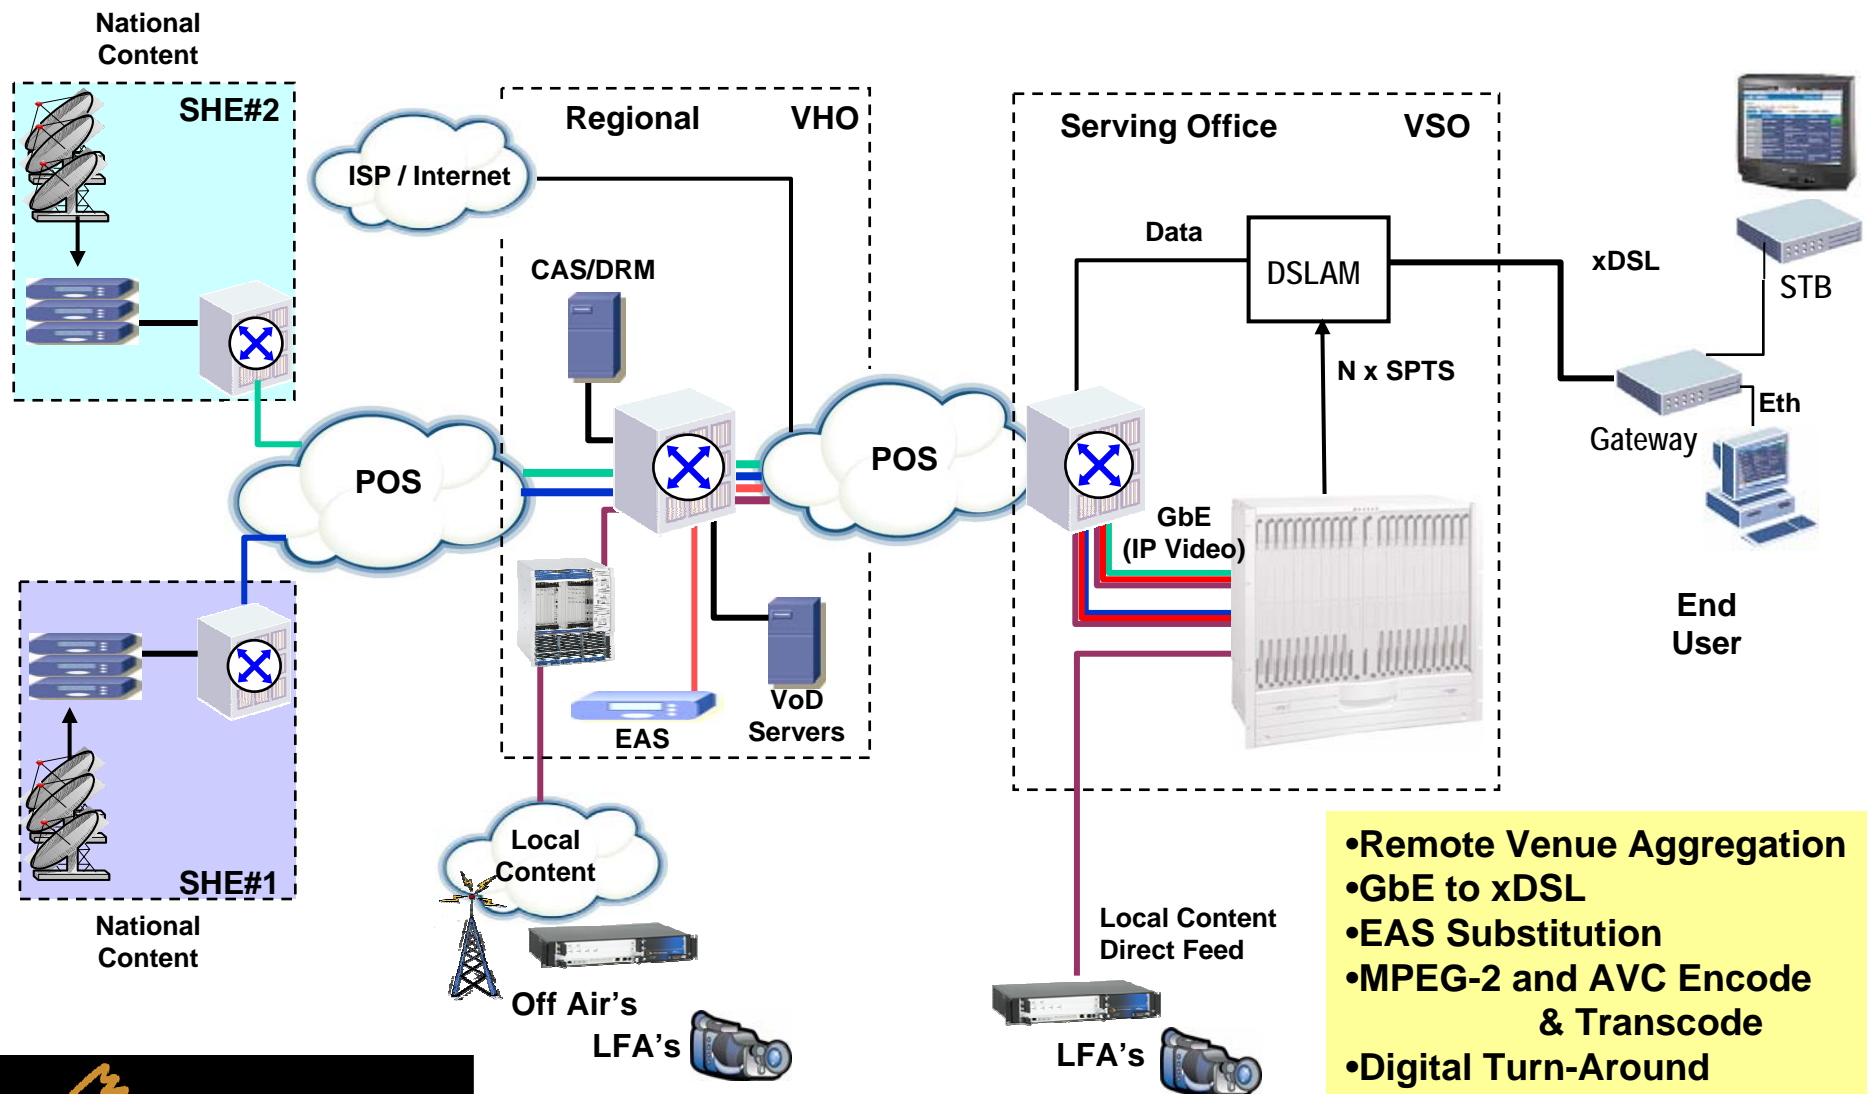 National
Content
SHE#2
Regional
VHO
ISP / Internet
CAS/DRM
POS
EAS
VoD
Servers
SHE#1
National
Content
Local
Content
Off Air’s
LFA’s
POS
Serving Office
VSO
Data
DSLAM
xDSL
N x SPTS
GbE
(IP Video)
STB
Eth
Gateway
End
User
Local Content
Direct Feed
LFA’s
•Remote Venue Aggregation
•GbE to xDSL
•EAS Substitution
•MPEG-2 and AVC Encode
& Transcode
•Digital Turn-Around